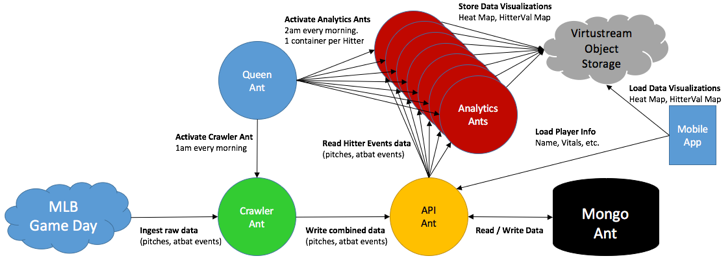 Activate Analytics Ants
2am every morning.
1 container per Hitter
Store Data Visualizations
Heat Map, HitterVal Map
Virtustream
Object
Storage
Queen
Ant
Load Data Visualizations
Heat Map, HitterVal Map
Analytics
Ants
Mobile
App
Activate Crawler Ant
1am every morning
Read Hitter Events data
(pitches, atbat events)
Load Player Info
Name, Vitals, etc.
MLB
Game Day
Ingest raw data
(pitches, atbat events)
Crawler
Ant
Write combined data
(pitches, atbat events)
API
Ant
Read / Write Data
Mongo
Ant